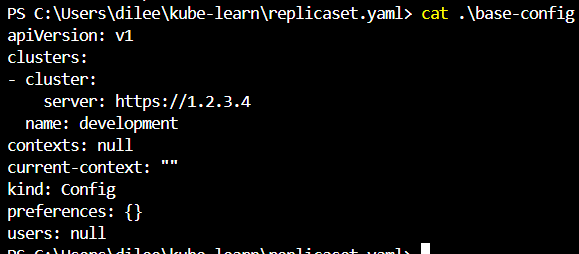 PS C:\Users\dilee\kube-learn\replicaset.yaml> cat .\base-config
apiVersion: v1
clusters:
- cluster:
    server: https://1.2.3.4
  name: development
contexts: null
current-context: ""
kind: Config
preferences: {}
users: null
PS C:\Users\dilee\kube-learn\replicaset.yaml>